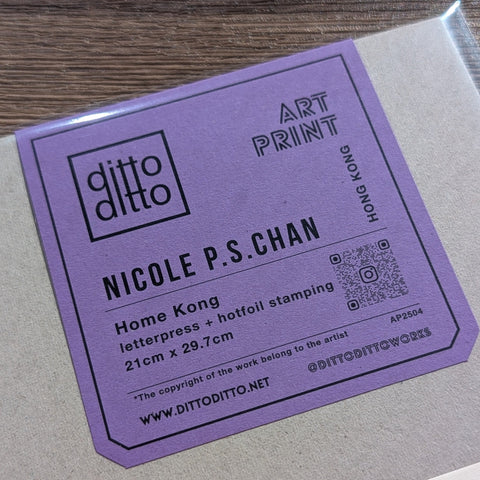 ditto
ditto
ART
PRINT
HONG KONG
NICOLE P.S.CHAN
Home Kong
letterpress + hotfoil stamping
21cm x 29.7cm
AP2504
*The copyright of the work belong to the artist
@DITTODITTOWORKS
WWW.DITTODITTO.NET